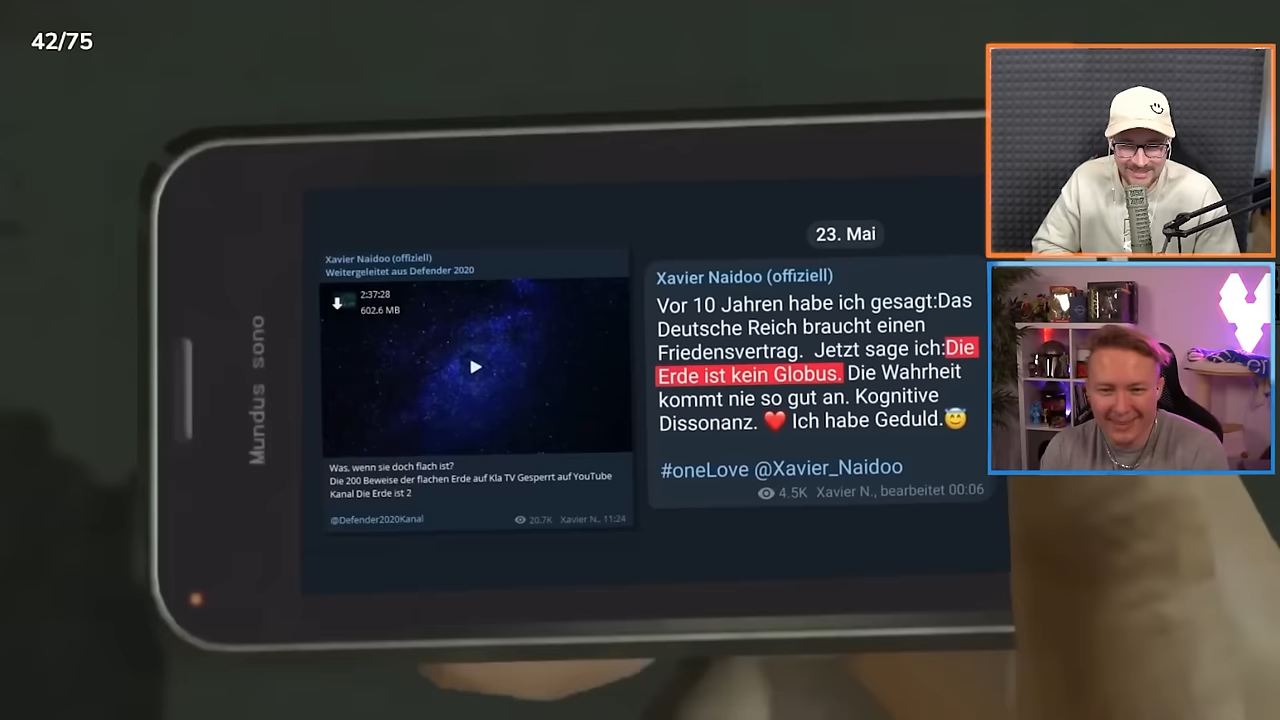 42/75
Mundus sono
Xavier Naidoo (offiziell)
Weitergeleitet aus Defender 2020
2:37:28
602.6 MB
Was, wenn sie doch flach ist?
Die 200 Beweise der flachen Erde auf Kla TV Gesperrt auf YouTube
Kanal Die Erde ist 2
@Defender2020Kanal
20.7K Xavier N., 11:24
23. Mai
Xavier Naidoo (offiziell)
Vor 10 Jahren habe ich gesagt:Das
Deutsche Reich braucht einen
Friedensvertrag. Jetzt sage ich:Die
Erde ist kein Globus. Die Wahrheit
kommt nie so gut an. Kognitive
Dissonanz. ❤️ Ich habe Geduld.😇
#oneLove @Xavier_Naidoo
4.5K Xavier N., bearbeitet 00:06